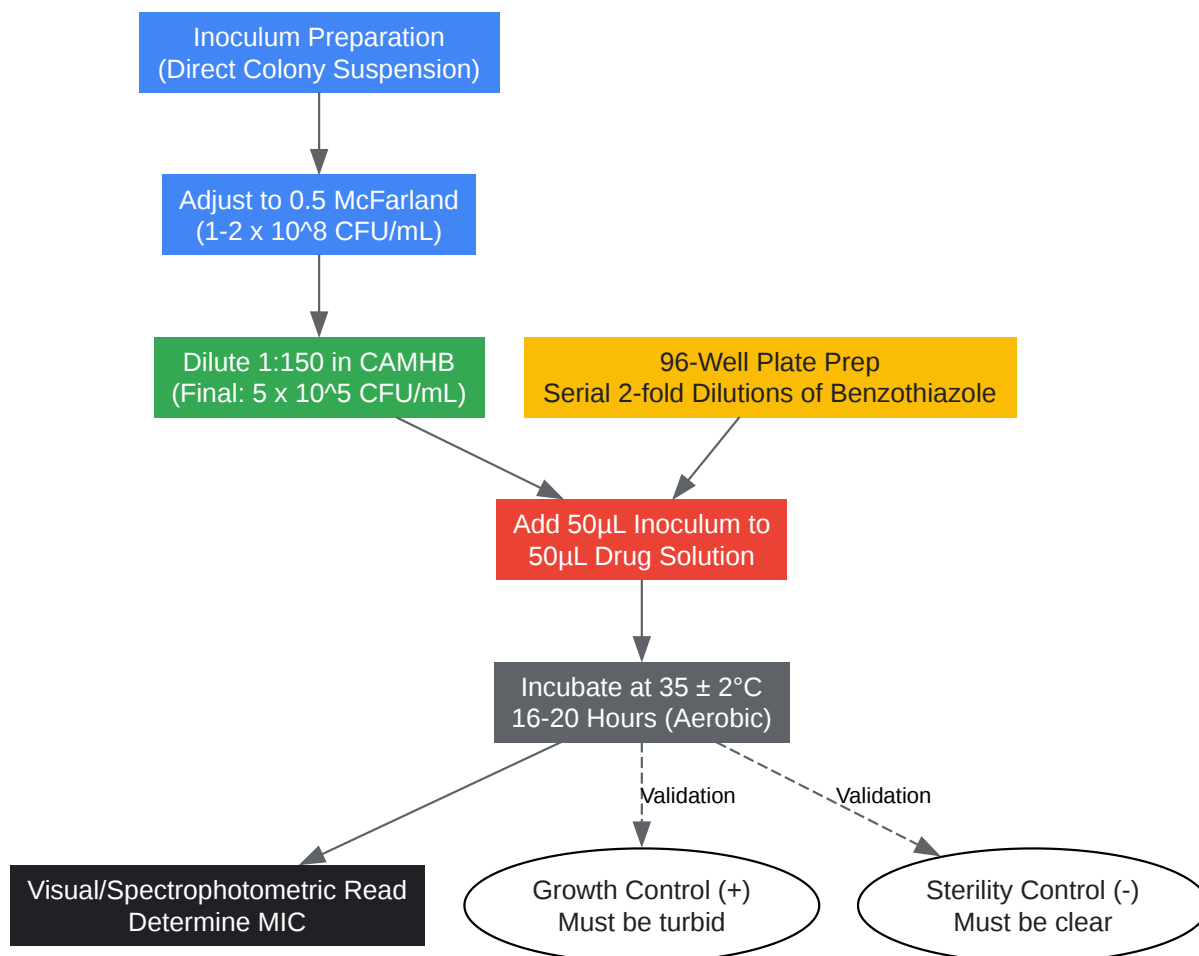 Inoculum Preparation
(Direct Colony Suspension)
Adjust to 0.5 McFarland
(1-2 x 10^8 CFU/mL)
Dilute 1:150 in CAMHB
(Final: 5 x 10^5 CFU/mL)
96-Well Plate Prep
Serial 2-fold Dilutions of Benzothiazole
Add 50µL Inoculum to
50µL Drug Solution
Incubate at 35 ± 2°C
16-20 Hours (Aerobic)
Validation
Validation
Visual/Spectrophotometric Read
Determine MIC
Growth Control (+)
Must be turbid
Sterility Control (-)
Must be clear